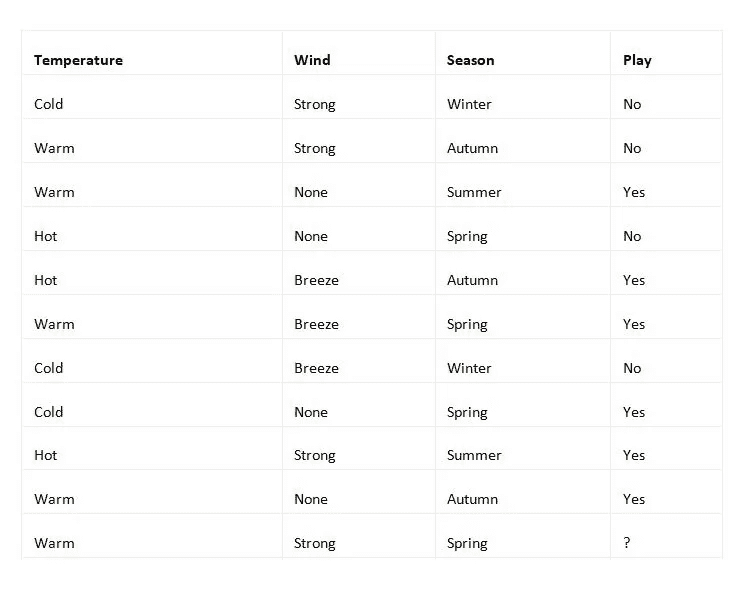 Temperature Wind Season Play
Cold Strong Winter No
Warm Strong Autumn No
Warm None Summer Yes
Hot None Spring No
Hot Breeze Autumn Yes
Warm Breeze Spring Yes
Cold Breeze Winter No
Cold None Spring Yes
Hot Strong Summer Yes
Warm None Autumn Yes
Warm Strong Spring ?